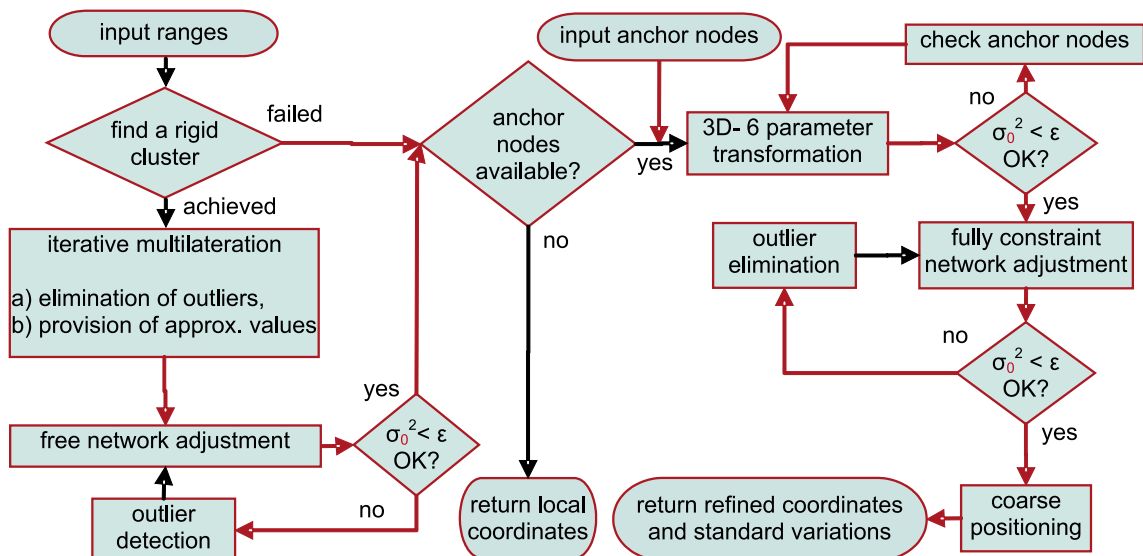 input ranges
find a rigid
cluster
failed
achieved
iterative multilateration
a) elimination of outliers,
b) provision of approx. values
free network adjustment
outlier
detection
σ₀² < ε
OK?
yes
no
anchor
nodes
available?
yes
no
return local
coordinates
input anchor nodes
3D- 6 parameter
transformation
check anchor nodes
no
σ₀² < ε
OK?
yes
fully constraint
network adjustment
outlier
elimination
no
σ₀² < ε
OK?
yes
coarse
positioning
return refined coordinates
and standard variations